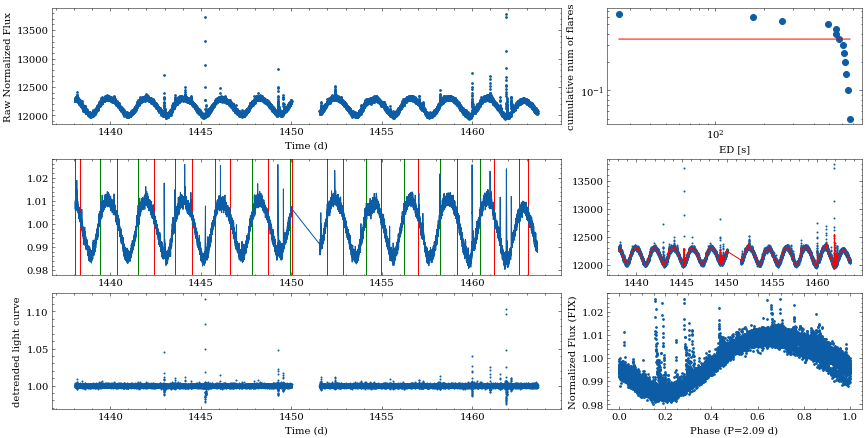 Raw Normalized Flux
13500
13000
12500
12000
1440 1445 1450 1455 1460
Time (d)
cumulative num of flares
10⁻¹
10²
ED [s]
1.02
1.01
1.00
0.99
0.98
1440 1445 1450 1455 1460
13500
13000
12500
12000
1440 1445 1450 1455 1460
detrended light curve
1.10
1.05
1.00
1440 1445 1450 1455 1460
Time (d)
Normalized Flux (FIX)
1.02
1.01
1.00
0.99
0.98
0.0 0.2 0.4 0.6 0.8 1.0
Phase (P=2.09 d)